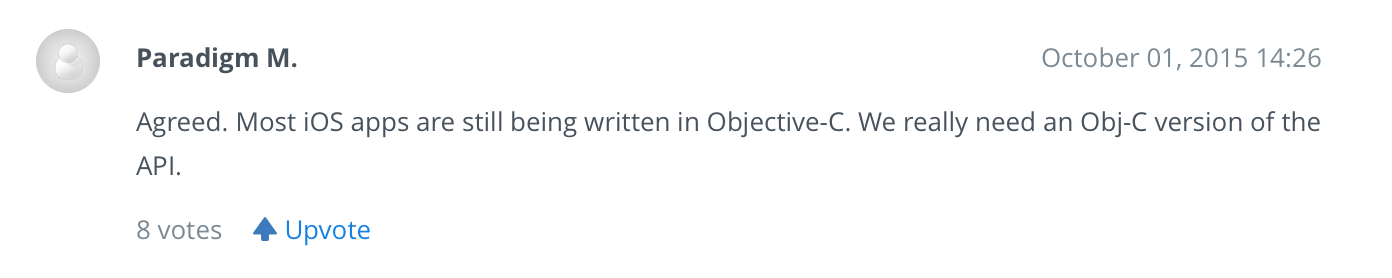 Paradigm M.
October 01, 2015 14:26
Agreed. Most iOS apps are still being written in Objective-C. We really need an Obj-C version of the
API.
8 votes Upvote